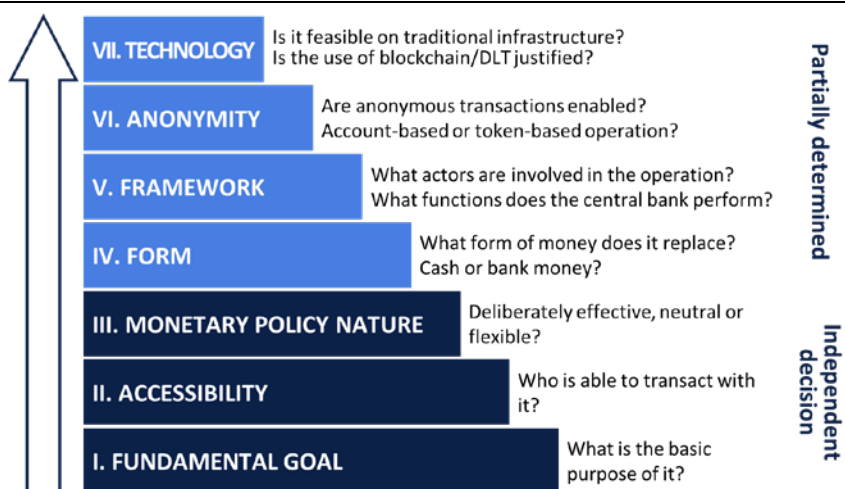 VII. TECHNOLOGY
Is it feasible on traditional infrastructure?
Is the use of blockchain/DLT justified?
VI. ANONYMITY
Are anonymous transactions enabled?
Account-based or token-based operation?
V. FRAMEWORK
What actors are involved in the operation?
What functions does the central bank perform?
IV. FORM
What form of money does it replace?
Cash or bank money?
Partially determined
III. MONETARY POLICY NATURE
Deliberately effective, neutral or
flexible?
II. ACCESSIBILITY
Who is able to transact with
it?
I. FUNDAMENTAL GOAL
What is the basic
purpose of it?
Independent
decision